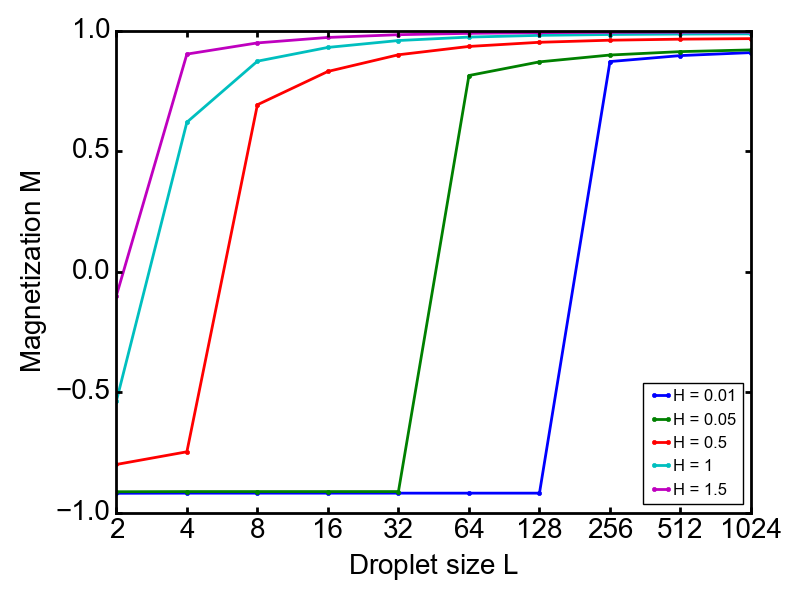 1.0
0.5
0.0
−0.5
−1.0
Magnetization M
2 4 8 16 32 64 128 256 512 1024
Droplet size L
H = 0.01
H = 0.05
H = 0.5
H = 1
H = 1.5